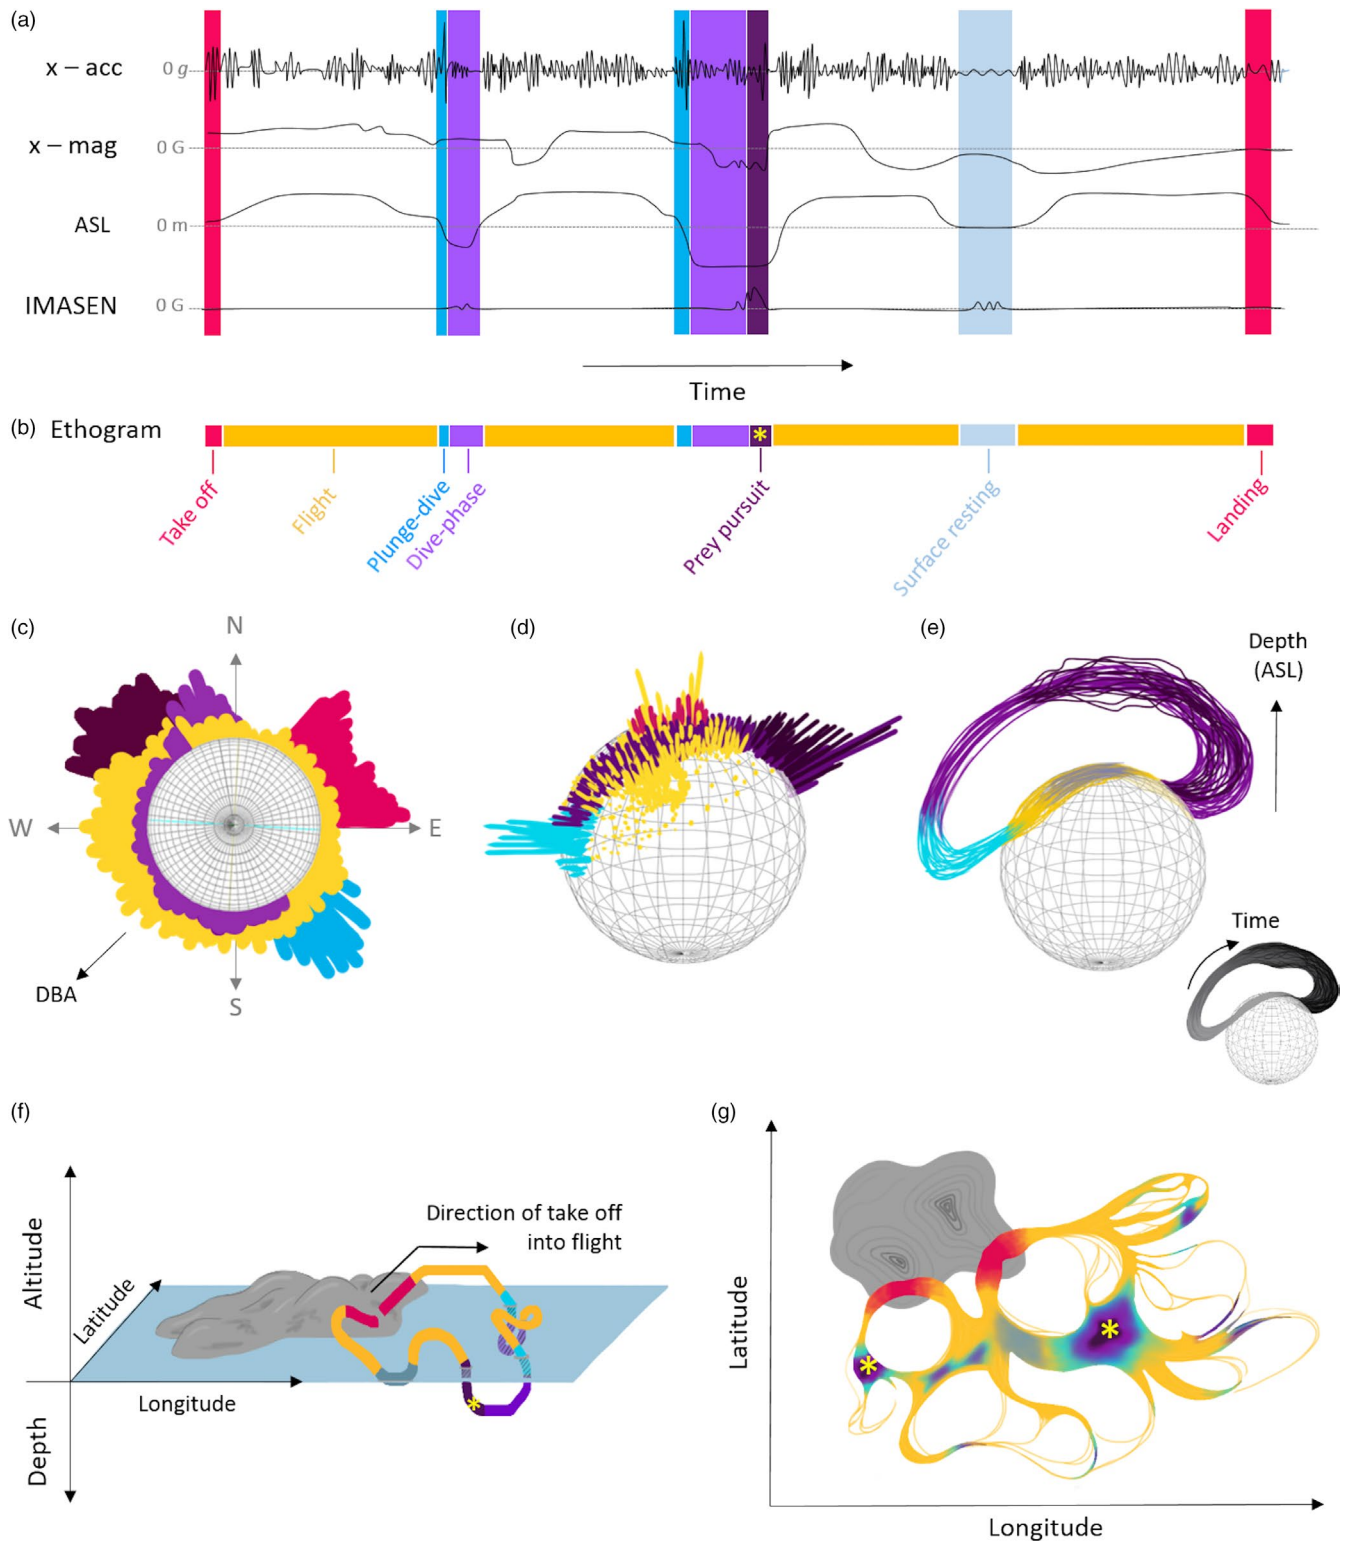 (a)
x – acc
0 g
x – mag
0 G
ASL
0 m
IMASEN
0 G
Time
(b)
Ethogram
*
Take off
Flight
Plunge-dive
Dive-phase
Prey pursuit
Surface resting
Landing
(c)
N
W
E
S
DBA
(d)
(e)
Depth
(ASL)
Time
(f)
Altitude
Depth
Latitude
Longitude
Direction of take off
into flight
*
(g)
Latitude
Longitude
*
*